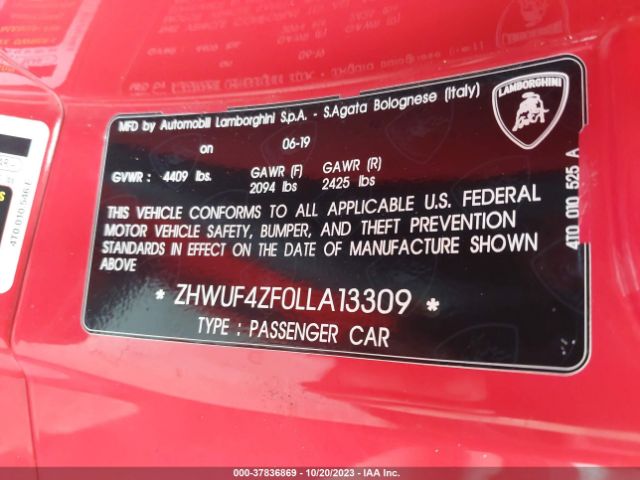 LAMBORGHINI
MFD by Automobili Lamborghini S.p.A. - S.Agata Bolognese (Italy)
on 06-19
GVWR : 4409 lbs. GAWR (F) GAWR (R)
2094 lbs 2425 lbs
THIS VEHICLE CONFORMS TO ALL APPLICABLE U.S. FEDERAL
MOTOR VEHICLE SAFETY, BUMPER, AND THEFT PREVENTION
STANDARDS IN EFFECT ON THE DATE OF MANUFACTURE SHOWN
ABOVE
* ZHWUF4ZF0LLA13309 *
TYPE : PASSENGER CAR
4T0 010 525 A
4T0 010 546 F
000-37836869 - 10/20/2023 - IAA Inc.